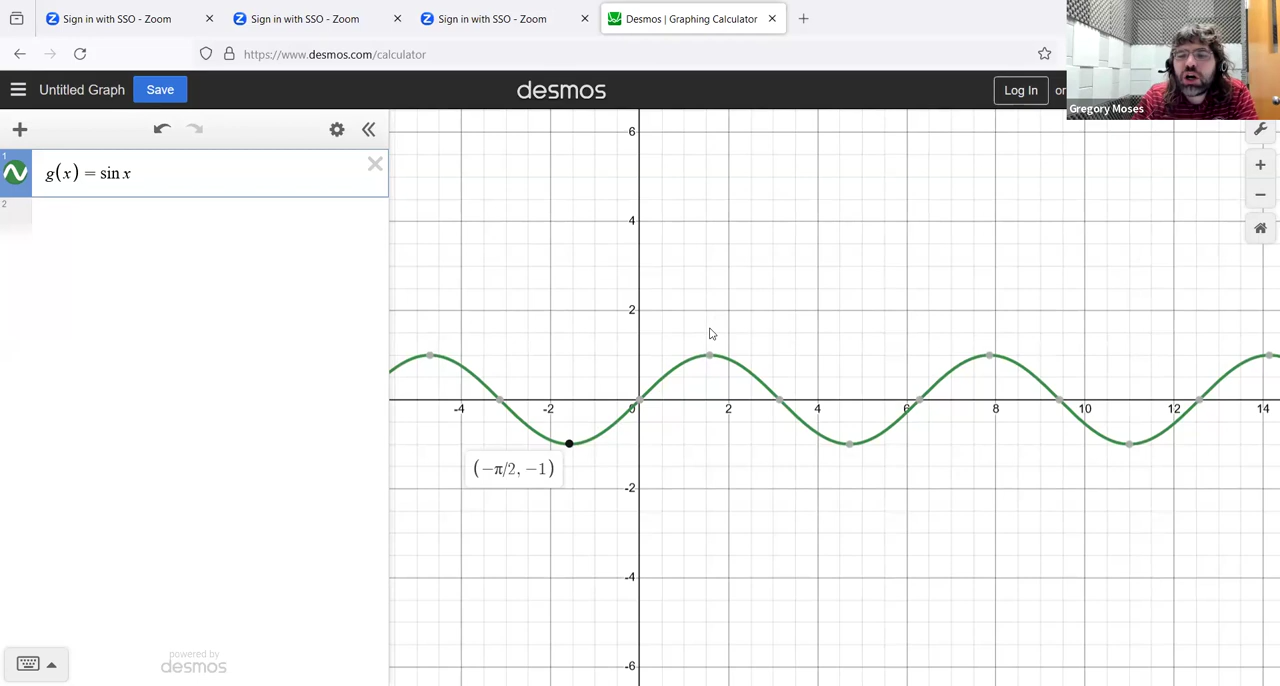 Sign in with SSO - Zoom
Sign in with SSO - Zoom
Sign in with SSO - Zoom
Desmos | Graphing Calculator
https://www.desmos.com/calculator
Untitled Graph
Save
desmos
Log In
or
Gregory Moses
1
g(x) = sin x
2
6
4
2
-4
-2
0
2
4
6
8
10
12
14
(−π/2, −1)
-2
-4
-6
powered by
desmos